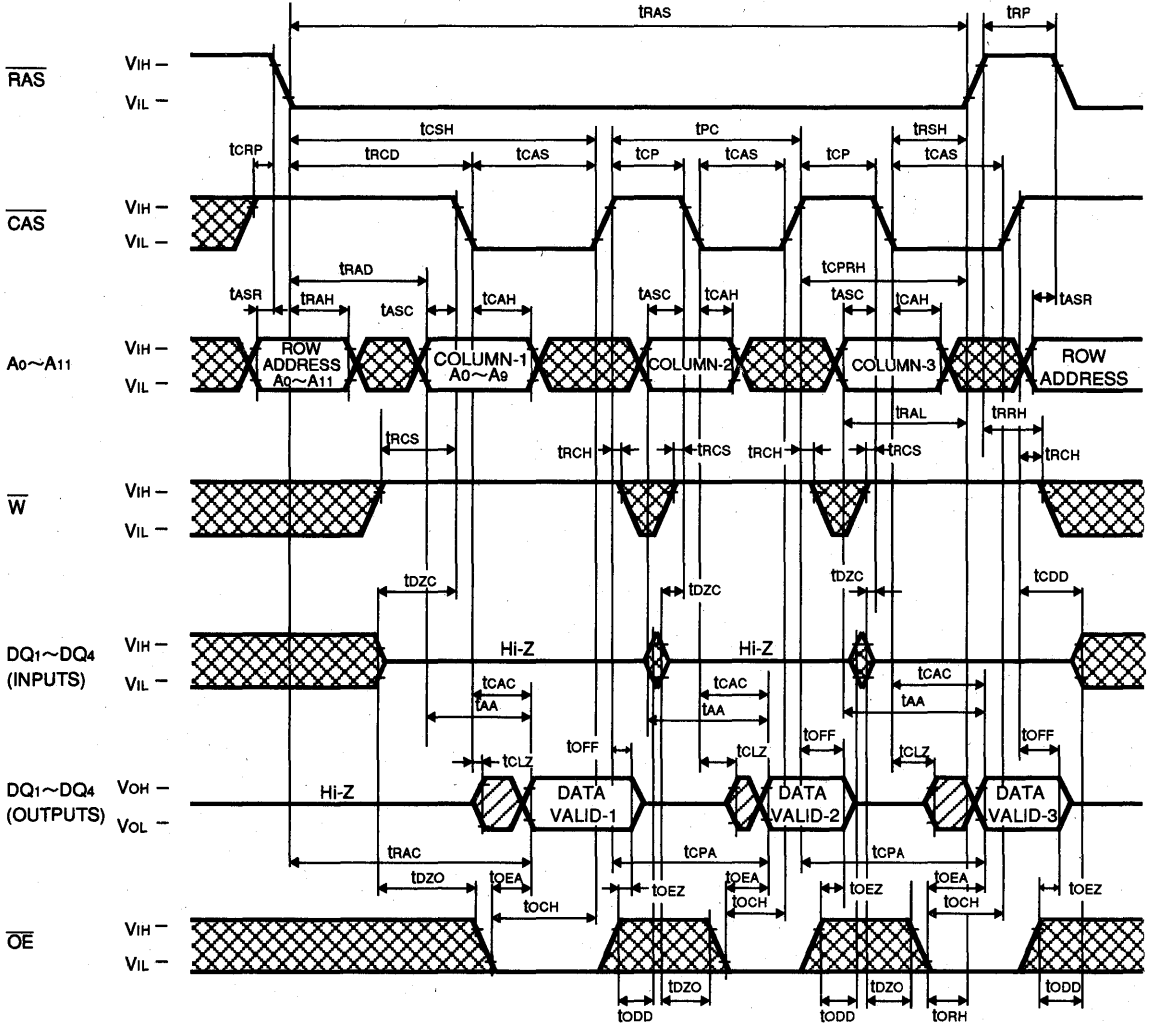 tRAS tRP
RAS VIH
VIL
tCSH tPC tRSH
tCRP tRCD tCAS tCP tCAS tCP tCAS
CAS VIH
VIL
tRAD tCPRH
tASR tRAH tASC tCAH tASC tCAH tASC tCAH tASR
A0~A11 VIH
VIL
ROW ADDRESS A0~A11
COLUMN-1 A0~A9
COLUMN-2
COLUMN-3
ROW ADDRESS
tRAL tRRH
tRCS tRCH tRCS tRCH tRCS tRCH
W VIH
VIL
tDZC tDZC tDZC tCDD
DQ1~DQ4 (INPUTS) VIH
VIL
Hi-Z Hi-Z
tCAC tCAC tCAC
tAA tAA tAA
tCLZ tOFF tCLZ tOFF tCLZ tOFF
DQ1~DQ4 (OUTPUTS) VOH
VOL
Hi-Z
DATA VALID-1
DATA VALID-2
DATA VALID-3
tRAC tCPA tCPA
tDZO tOEA tOEZ tOEA tOEZ tOEA tOEZ
tOCH tOCH tOCH
OE VIH
VIL
tODD tDZO tODD tDZO tORH tODD